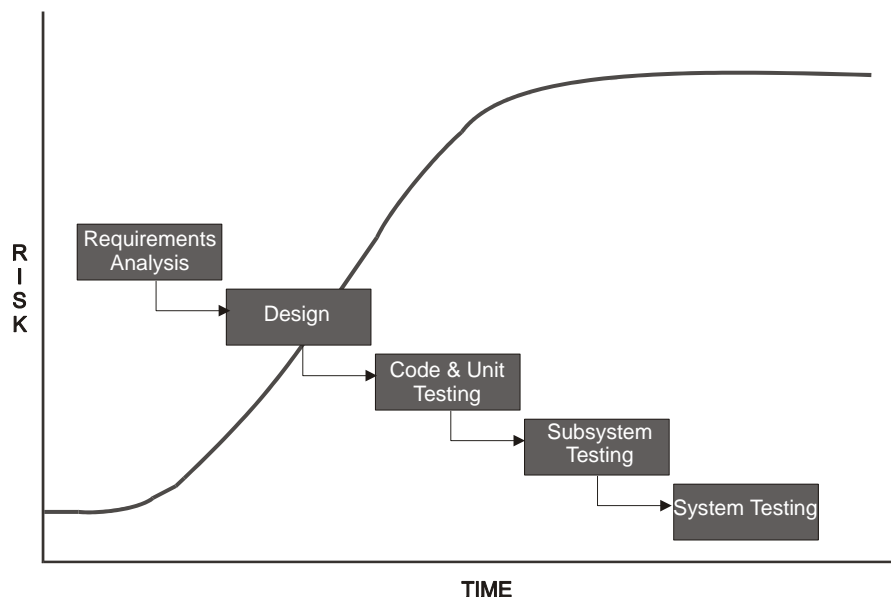 Requirements
Analysis
R
I
S
K
Design
Code & Unit
Testing
Subsystem
Testing
System Testing
TIME